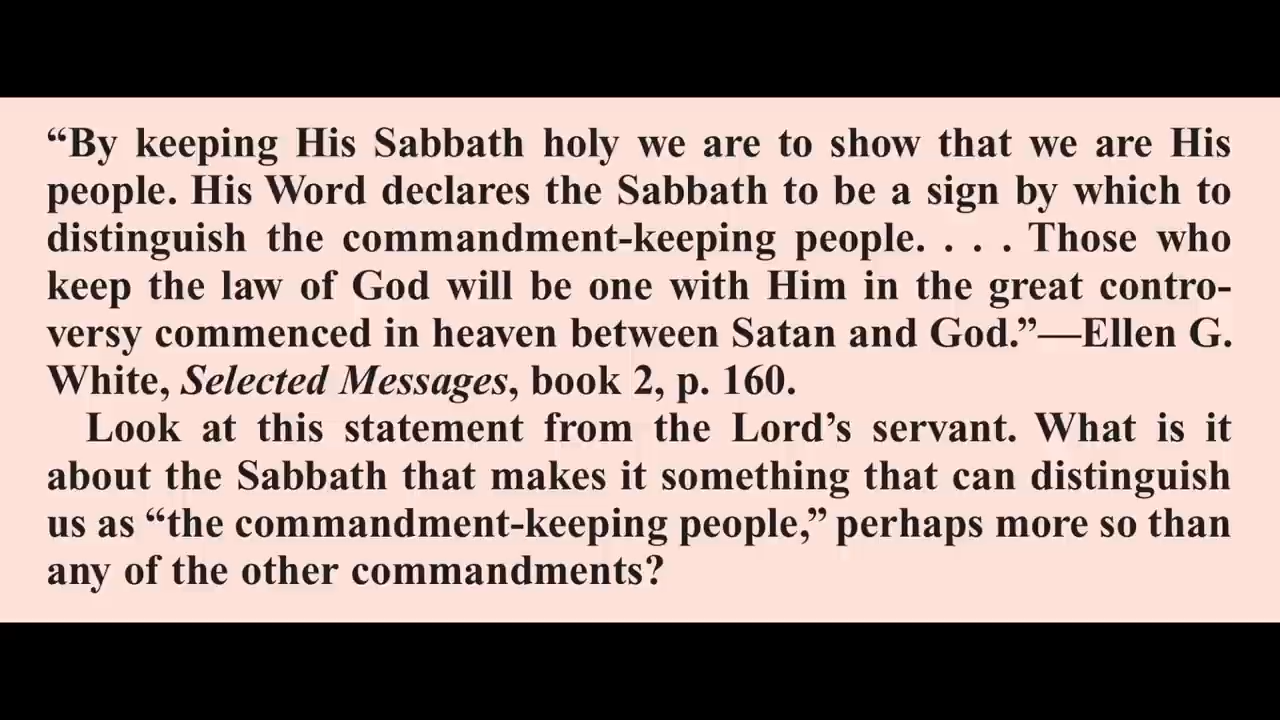 “By keeping His Sabbath holy we are to show that we are His
people. His Word declares the Sabbath to be a sign by which to
distinguish the commandment-keeping people. . . . Those who
keep the law of God will be one with Him in the great contro-
versy commenced in heaven between Satan and God.”—Ellen G.
White, Selected Messages, book 2, p. 160.
Look at this statement from the Lord’s servant. What is it
about the Sabbath that makes it something that can distinguish
us as “the commandment-keeping people,” perhaps more so than
any of the other commandments?